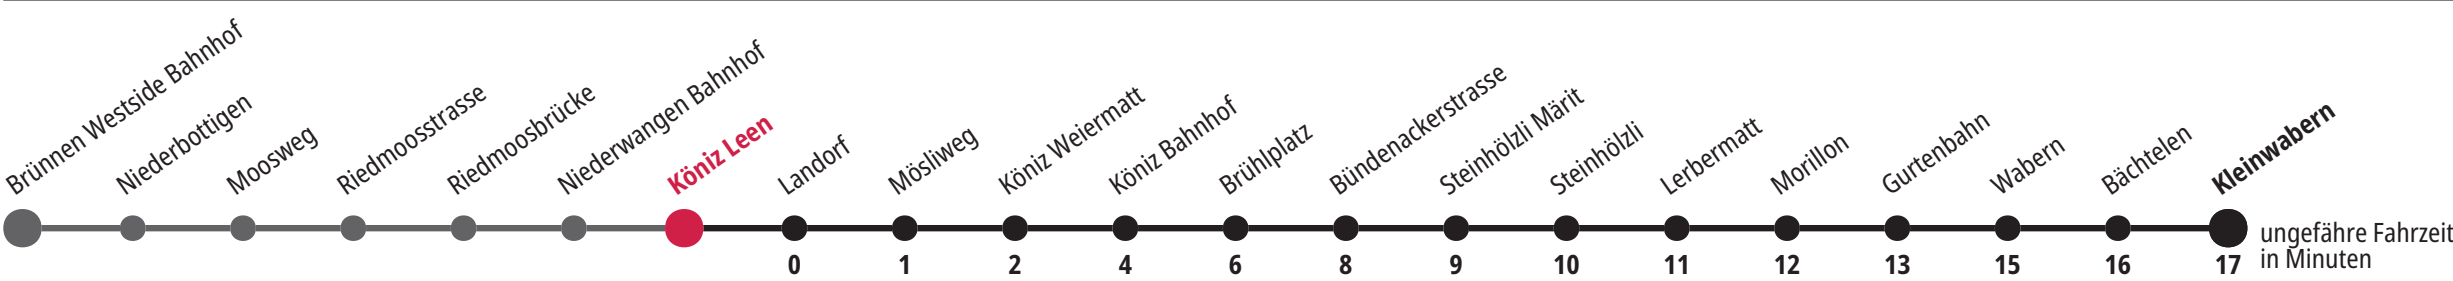 Brünnen Westside Bahnhof
Niederbottigen
Moosweg
Riedmoosstrasse
Riedmoosbrücke
Niederwangen Bahnhof
Köniz Leen
Landorf
Mösliweg
Köniz Weiermatt
Köniz Bahnhof
Brühlplatz
Bündenackerstrasse
Steinhölzli Märit
Steinhölzli
Lerbermatt
Morillon
Gurtenbahn
Wabern
Bächtelen
Kleinwabern
0 1 2 4 6 8 9 10 11 12 13 15 16 17
ungefähre Fahrzeit
in Minuten